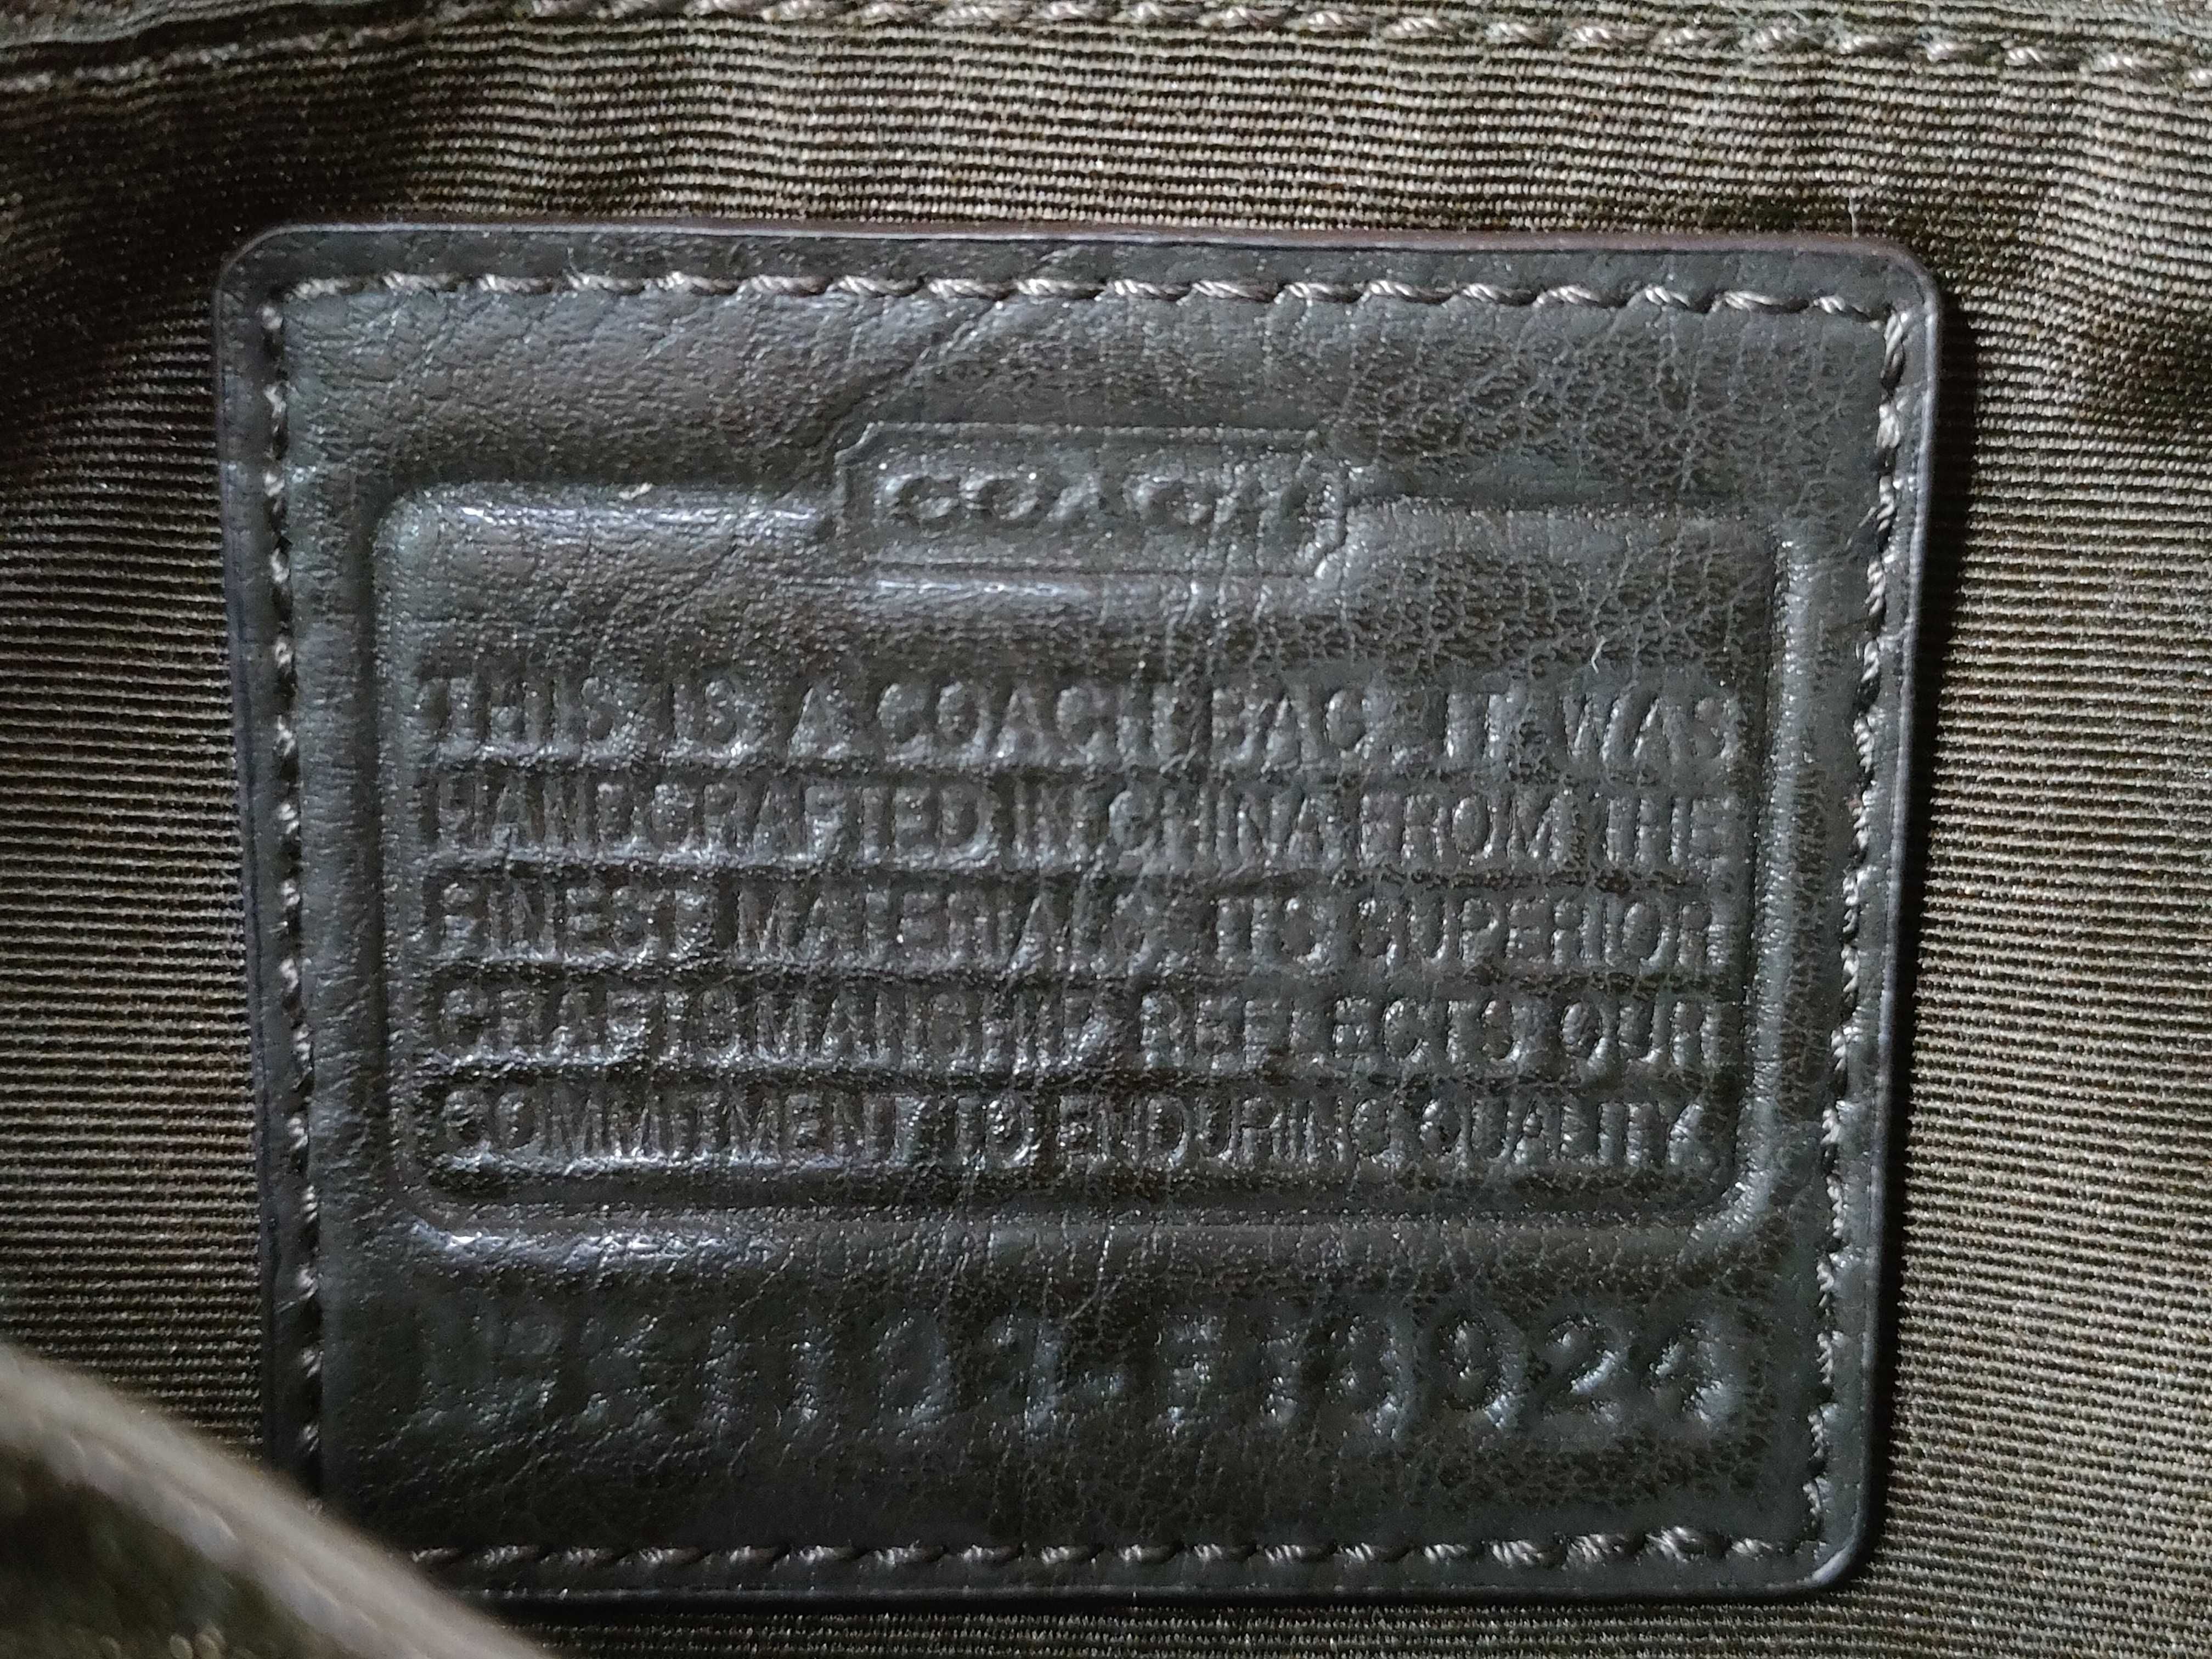 COACH
THIS IS A COACH BAG. IT WAS
HANDCRAFTED IN CHINA FROM THE
FINEST MATERIALS. ITS SUPERIOR
CRAFTSMANSHIP REFLECTS OUR
COMMITMENT TO ENDURING QUALITY.